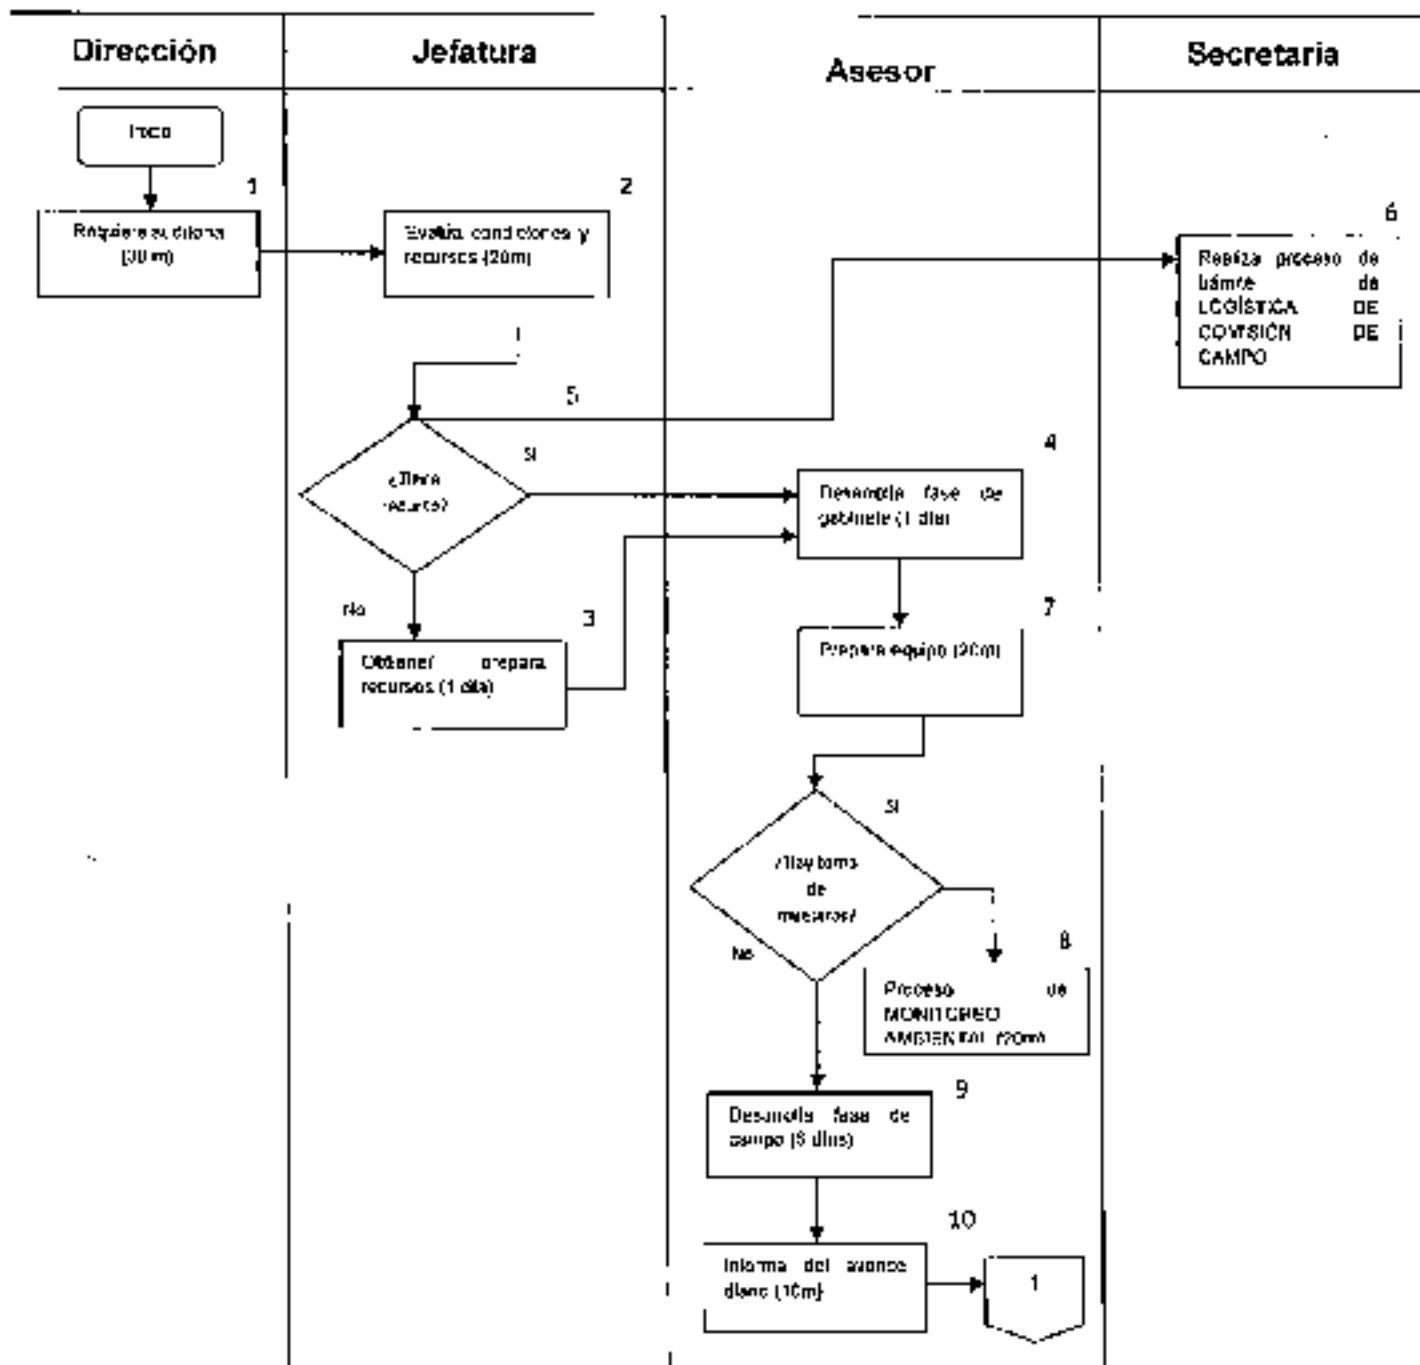 Dirección
Jefatura
Asesor
Secretaria
Inicio
1
Requiere auditoria
(30 m)
2
Evalúa condiciones y
recursos (20m)
6
Realiza proceso de
trámite de
LOGÍSTICA DE
COMISIÓN DE
CAMPO
5
¿Tiene
recurso?
Si
4
Desarrolla fase de
gabinete (1 día)
No
3
Obtener prepara
recursos (1 día)
7
Prepara equipo (20m)
¿Hay toma
de
muestras?
Si
No
8
Proceso de
MONITOREO
AMBIENTAL (20m)
9
Desarrolla fase de
campo días)
10
Informa del avance
diario (10m)
1